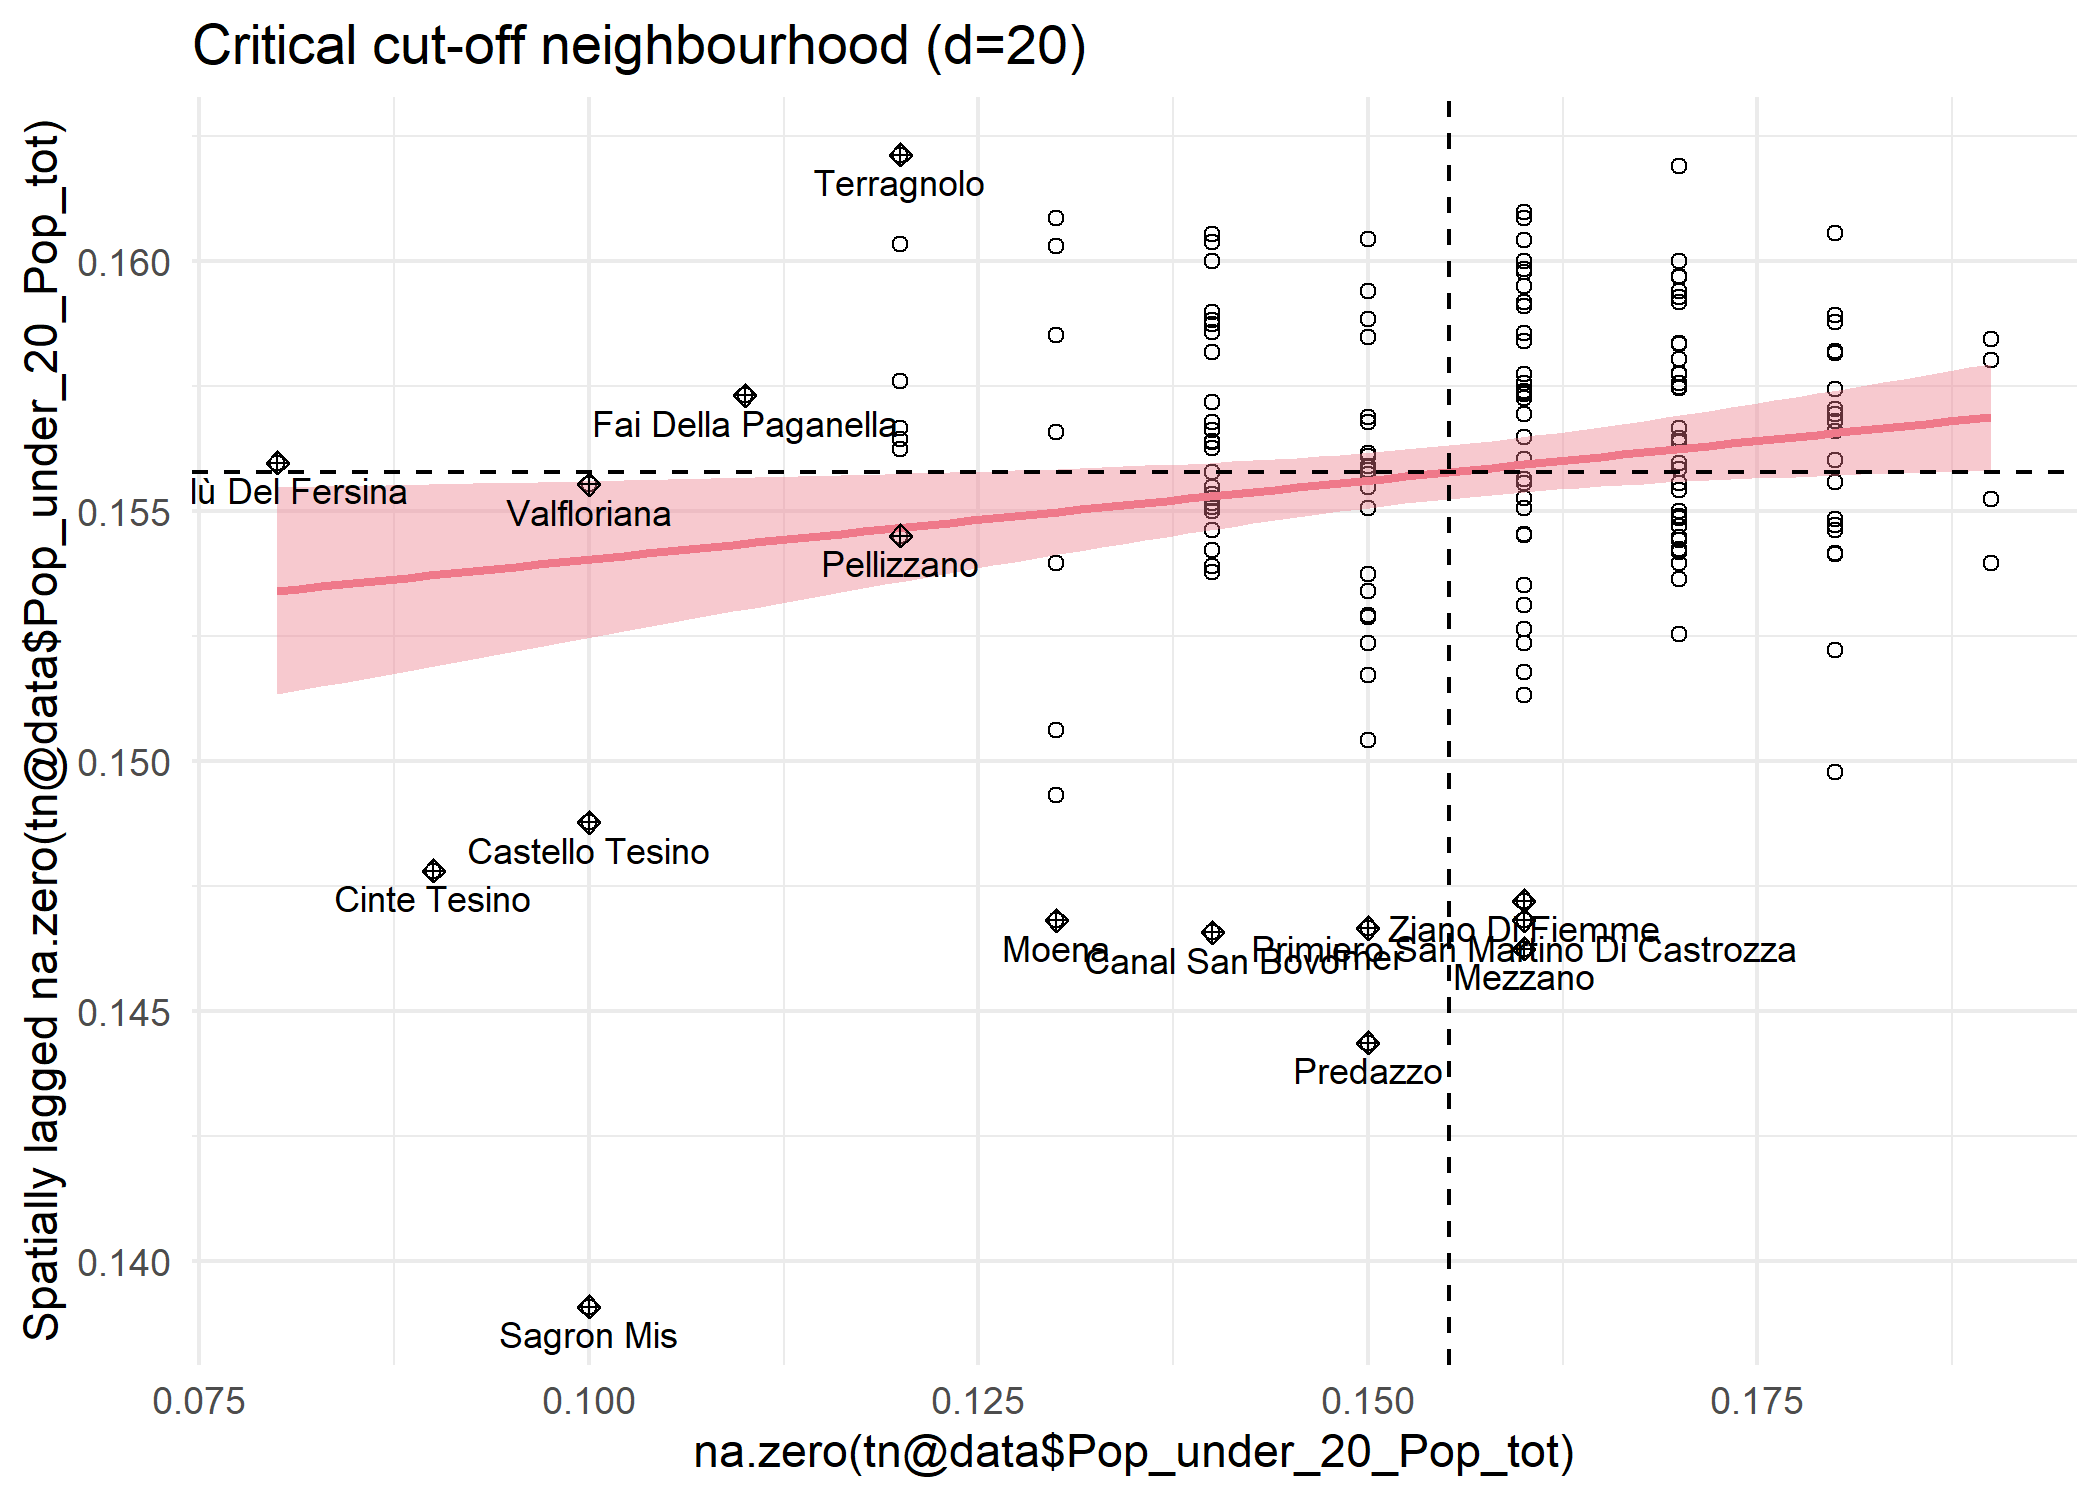 Critical cut-off neighbourhood (d=20)
Spatially lagged na.zero(tn@data$Pop_under_20_Pop_tot)
0.160
0.155
0.150
0.145
0.140
Terragnolo
Fai Della Paganella
lù Del Fersina
Valfloriana
Pellizzano
Castello Tesino
Cinte Tesino
Ziano Di Fiemme
Moena
Primiero San Martino Di Castrozza
Canal San Bovo
mer
Mezzano
Predazzo
Sagron Mis
0.075
0.100
0.125
0.150
0.175
na.zero(tn@data$Pop_under_20_Pop_tot)